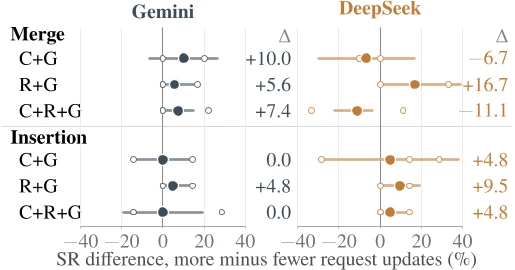 Gemini DeepSeek
Merge Δ Δ
C+G +10.0 −6.7
R+G +5.6 +16.7
C+R+G +7.4 −11.1
Insertion
C+G 0.0 +4.8
R+G +4.8 +9.5
C+R+G 0.0 +4.8
−40 −20 0 20 40 −40 −20 0 20 40
SR difference, more minus fewer request updates (%)